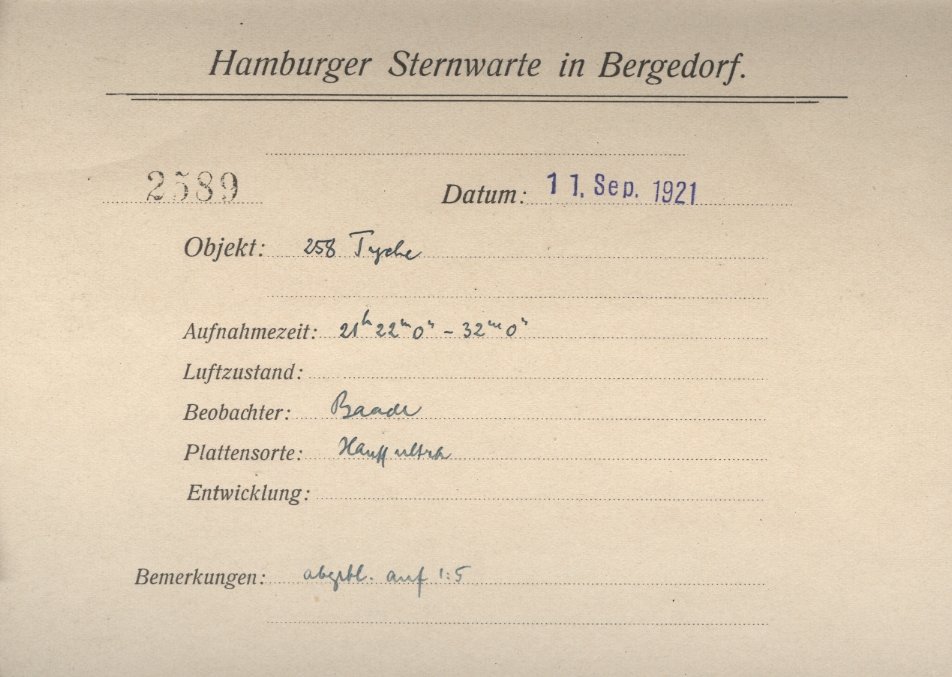 Hamburger Sternwarte in Bergedorf.
2589
Datum: 11. Sep. 1921
Objekt: 258 Tyche
Aufnahmezeit: 21h 22m 0s - 32m 0s
Luftzustand:
Beobachter: Baade
Plattensorte: Hauff ultra
Entwicklung:
Bemerkungen: abgebl. auf 1:5